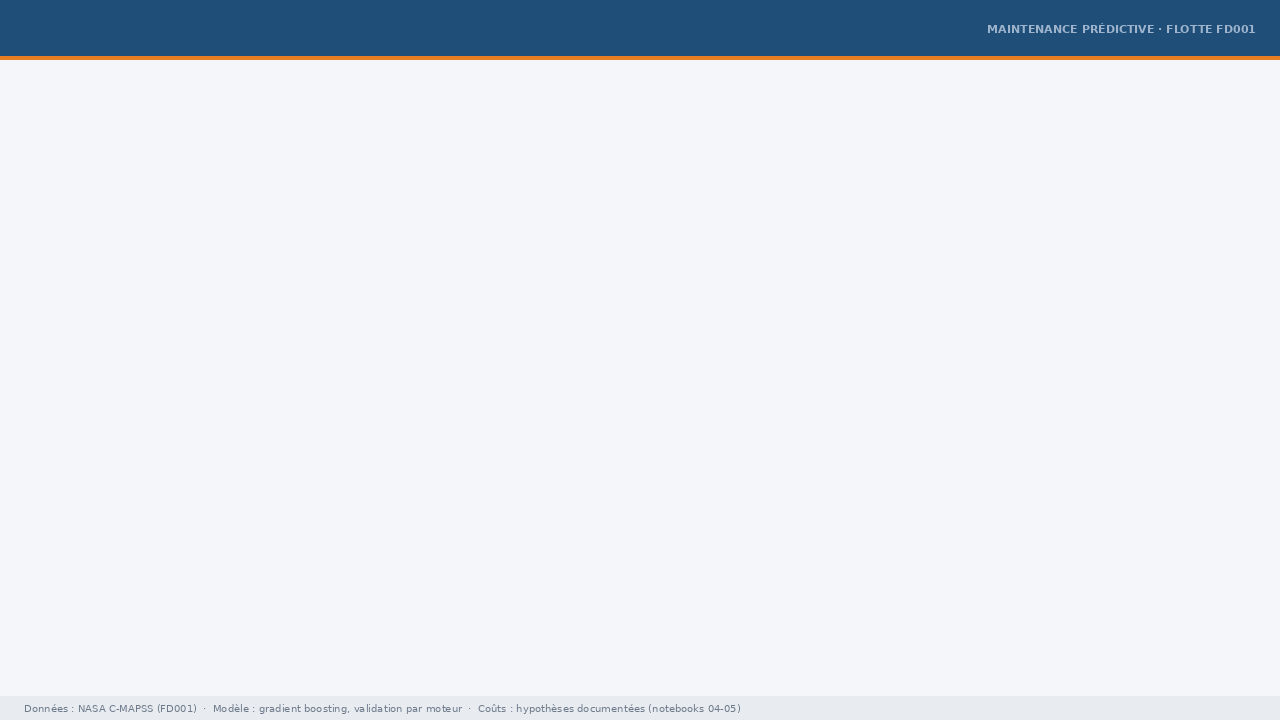 MAINTENANCE PRÉDICTIVE · FLOTTE FD001
Données : NASA C-MAPSS (FD001) · Modèle : gradient boosting, validation par moteur · Coûts : hypothèses documentées (notebooks 04-05)